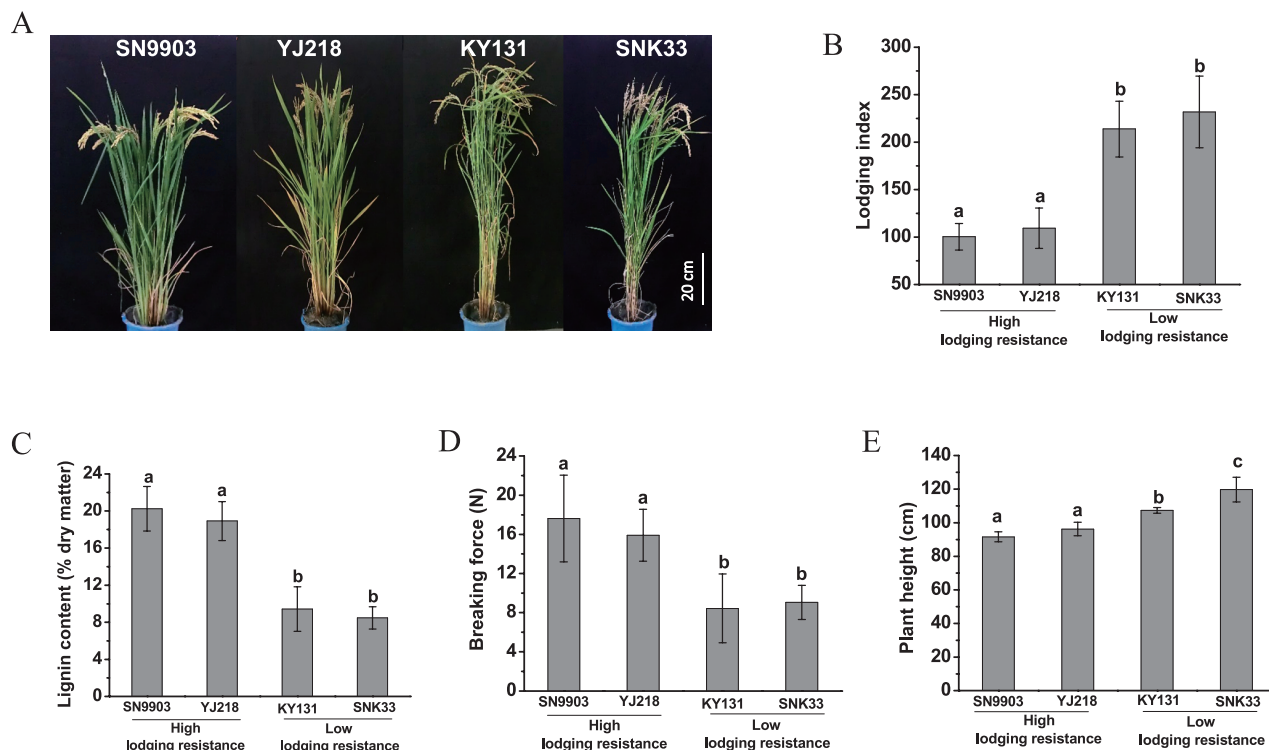 A
SN9903 YJ218 KY131 SNK33
20 cm
B
Lodging index
300
250
200
150
100
50
a a b b
SN9903 YJ218 KY131 SNK33
High Low
lodging resistance lodging resistance
C
Lignin content (% dry matter)
24
20
16
12
8
4
0
a a b b
SN9903 YJ218 KY131 SNK33
High Low
lodging resistance lodging resistance
D
Breaking force (N)
24
20
16
12
8
4
0
a a b b
SN9903 YJ218 KY131 SNK33
High Low
lodging resistance lodging resistance
E
Plant height (cm)
140
120
100
80
60
40
20
0
a a b c
SN9903 YJ218 KY131 SNK33
High Low
lodging resistance lodging resistance